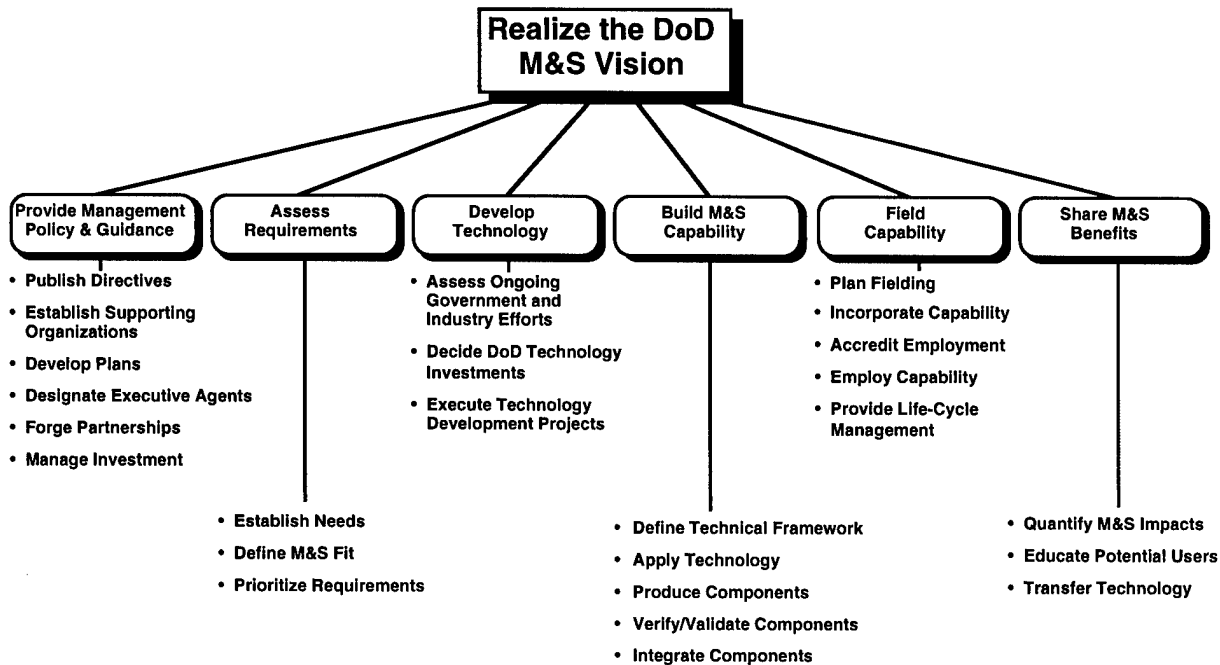 Realize the DoD
M&S Vision
Provide Management
Policy & Guidance
• Publish Directives
• Establish Supporting
Organizations
• Develop Plans
• Designate Executive Agents
• Forge Partnerships
• Manage Investment
Assess
Requirements
• Establish Needs
• Define M&S Fit
• Prioritize Requirements
Develop
Technology
• Assess Ongoing
Government and
Industry Efforts
• Decide DoD Technology
Investments
• Execute Technology
Development Projects
Build M&S
Capability
• Define Technical Framework
• Apply Technology
• Produce Components
• Verify/Validate Components
• Integrate Components
Field
Capability
• Plan Fielding
• Incorporate Capability
• Accredit Employment
• Employ Capability
• Provide Life-Cycle
Management
Share M&S
Benefits
• Quantify M&S Impacts
• Educate Potential Users
• Transfer Technology